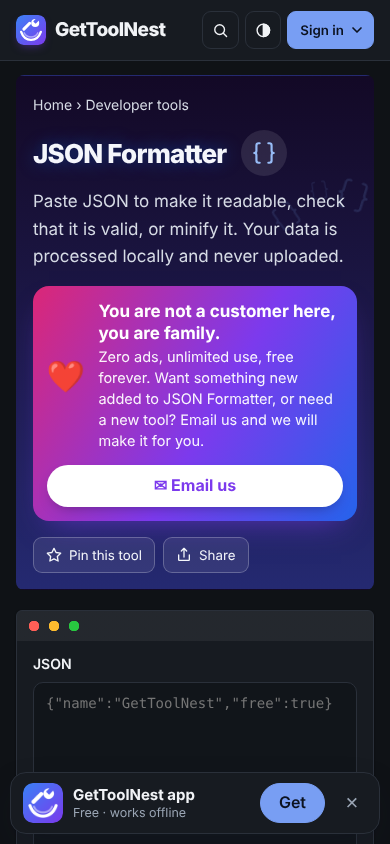 GetToolNest
Sign in
Home › Developer tools
JSON Formatter
{}
Paste JSON to make it readable, check
that it is valid, or minify it. Your data is
processed locally and never uploaded.
You are not a customer here,
you are family.
Zero ads, unlimited use, free
forever. Want something new
added to JSON Formatter, or need
a new tool? Email us and we will
make it for you.
✉ Email us
Pin this tool
Share
JSON
{"name":"GetToolNest","free":true}
GetToolNest app
Free · works offline
Get